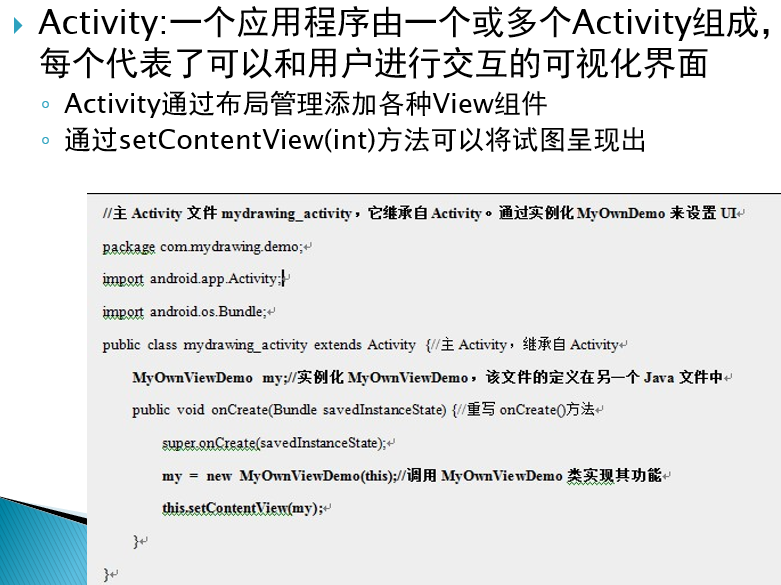 Activity:一个应用程序由一个或多个Activity组成，
每个代表了可以和用户进行交互的可视化界面
Activity通过布局管理添加各种View组件
通过setContentView(int)方法可以将试图呈现出
//主 Activity 文件 mydrawing_activity，它继承自 Activity。通过实例化 MyOwnDemo 来设置 UI
package com.mydrawing.demo;
import android.app.Activity;
import android.os.Bundle;
public class mydrawing_activity extends Activity {//主 Activity，继承自 Activity
MyOwnViewDemo my;//实例化 MyOwnViewDemo，该文件的定义在另一个 Java 文件中
public void onCreate(Bundle savedInstanceState) {//重写 onCreate()方法
super.onCreate(savedInstanceState);
my = new MyOwnViewDemo(this);//调用 MyOwnViewDemo 类实现其功能
this.setContentView(my);
}
}